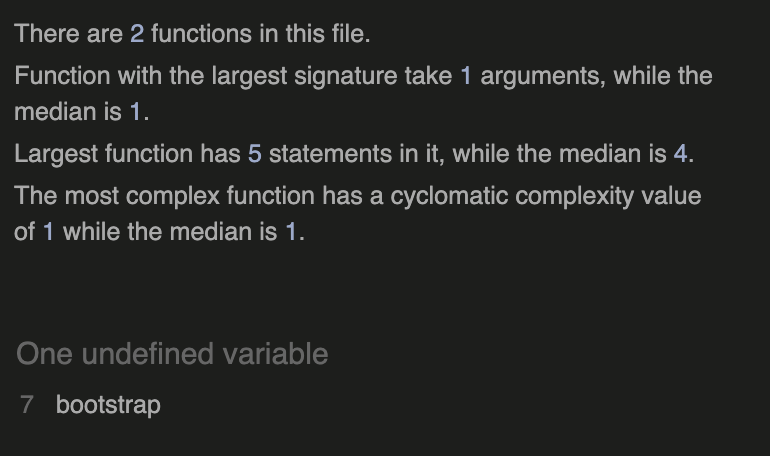 There are 2 functions in this file.
Function with the largest signature take 1 arguments, while the
median is 1.
Largest function has 5 statements in it, while the median is 4.
The most complex function has a cyclomatic complexity value
of 1 while the median is 1.
One undefined variable
7 bootstrap